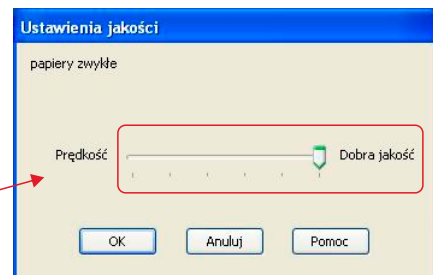 Ustawienia jakości
papiery zwykłe
Prędkość Dobra jakość
OK Anuluj Pomoc